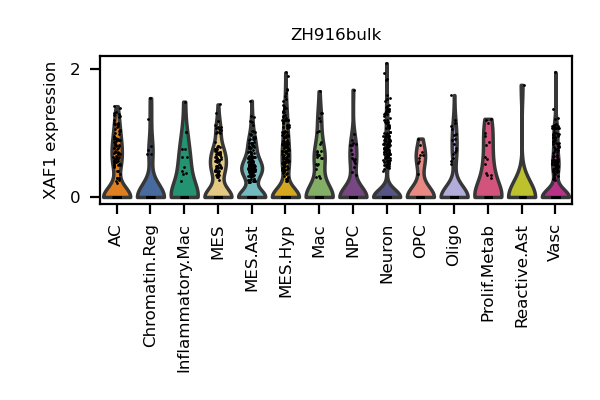 ZH916bulk
XAF1 expression
2
0
AC
Chromatin.Reg
Inflammatory.Mac
MES
MES.Ast
MES.Hyp
Mac
NPC
Neuron
OPC
Oligo
Prolif.Metab
Reactive.Ast
Vasc